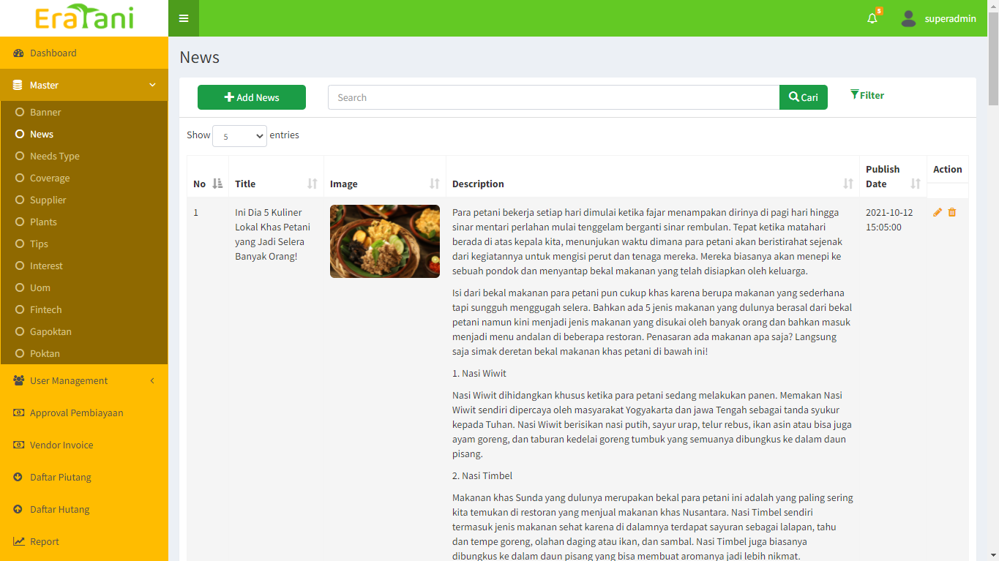 EraTani
5
superadmin
Dashboard
Master
Banner
News
Needs Type
Coverage
Supplier
Plants
Tips
Interest
Uom
Fintech
Gapoktan
Poktan
User Management
Approval Pembiayaan
Vendor Invoice
Daftar Piutang
Daftar Hutang
Report
News
Add News
Search
Cari
Filter
Show 5 entries
No
Title
Image
Description
Publish
Date
Action
1
Ini Dia 5 Kuliner
Lokal Khas Petani
yang Jadi Selera
Banyak Orang!
Para petani bekerja setiap hari dimulai ketika fajar menampakan dirinya di pagi hari hingga
sinar mentari perlahan mulai tenggelam berganti sinar rembulan. Tepat ketika matahari
berada di atas kepala kita, menunjukan waktu dimana para petani akan beristirahat sejenak
dari kegiatannya untuk mengisi perut dan tenaga mereka. Mereka biasanya akan menepi ke
sebuah pondok dan menyantap bekal makanan yang telah disiapkan oleh keluarga.
Isi dari bekal makanan para petani pun cukup khas karena berupa makanan yang sederhana
tapi sungguh menggugah selera. Bahkan ada 5 jenis makanan yang dulunya berasal dari bekal
petani namun kini menjadi jenis makanan yang disukai oleh banyak orang dan bahkan masuk
menjadi menu andalan di beberapa restoran. Penasaran ada makanan apa saja? Langsung
saja simak deretan bekal makanan khas petani di bawah ini!
1. Nasi Wiwit
Nasi Wiwit dihidangkan khusus ketika para petani sedang melakukan panen. Memakan Nasi
Wiwit sendiri dipercaya oleh masyarakat Yogyakarta dan jawa Tengah sebagai tanda syukur
kepada Tuhan. Nasi Wiwit berisikan nasi putih, sayur urap, telur rebus, ikan asin atau bisa juga
ayam goreng, dan taburan kedelai goreng tumbuk yang semuanya dibungkus ke dalam daun
pisang.
2. Nasi Timbel
Makanan khas Sunda yang dulunya merupakan bekal para petani ini adalah yang paling sering
kita temukan di restoran yang menjual makanan khas Nusantara. Nasi Timbel sendiri
termasuk jenis makanan sehat karena di dalamnya terdapat sayuran sebagai lalapan, tahu
dan tempe goreng, olahan daging atau ikan, dan sambal. Nasi Timbel juga biasanya
dibungkus ke dalam daun pisang yang bisa membuat aromanya jadi lebih nikmat.
2021-10-12
15:05:00